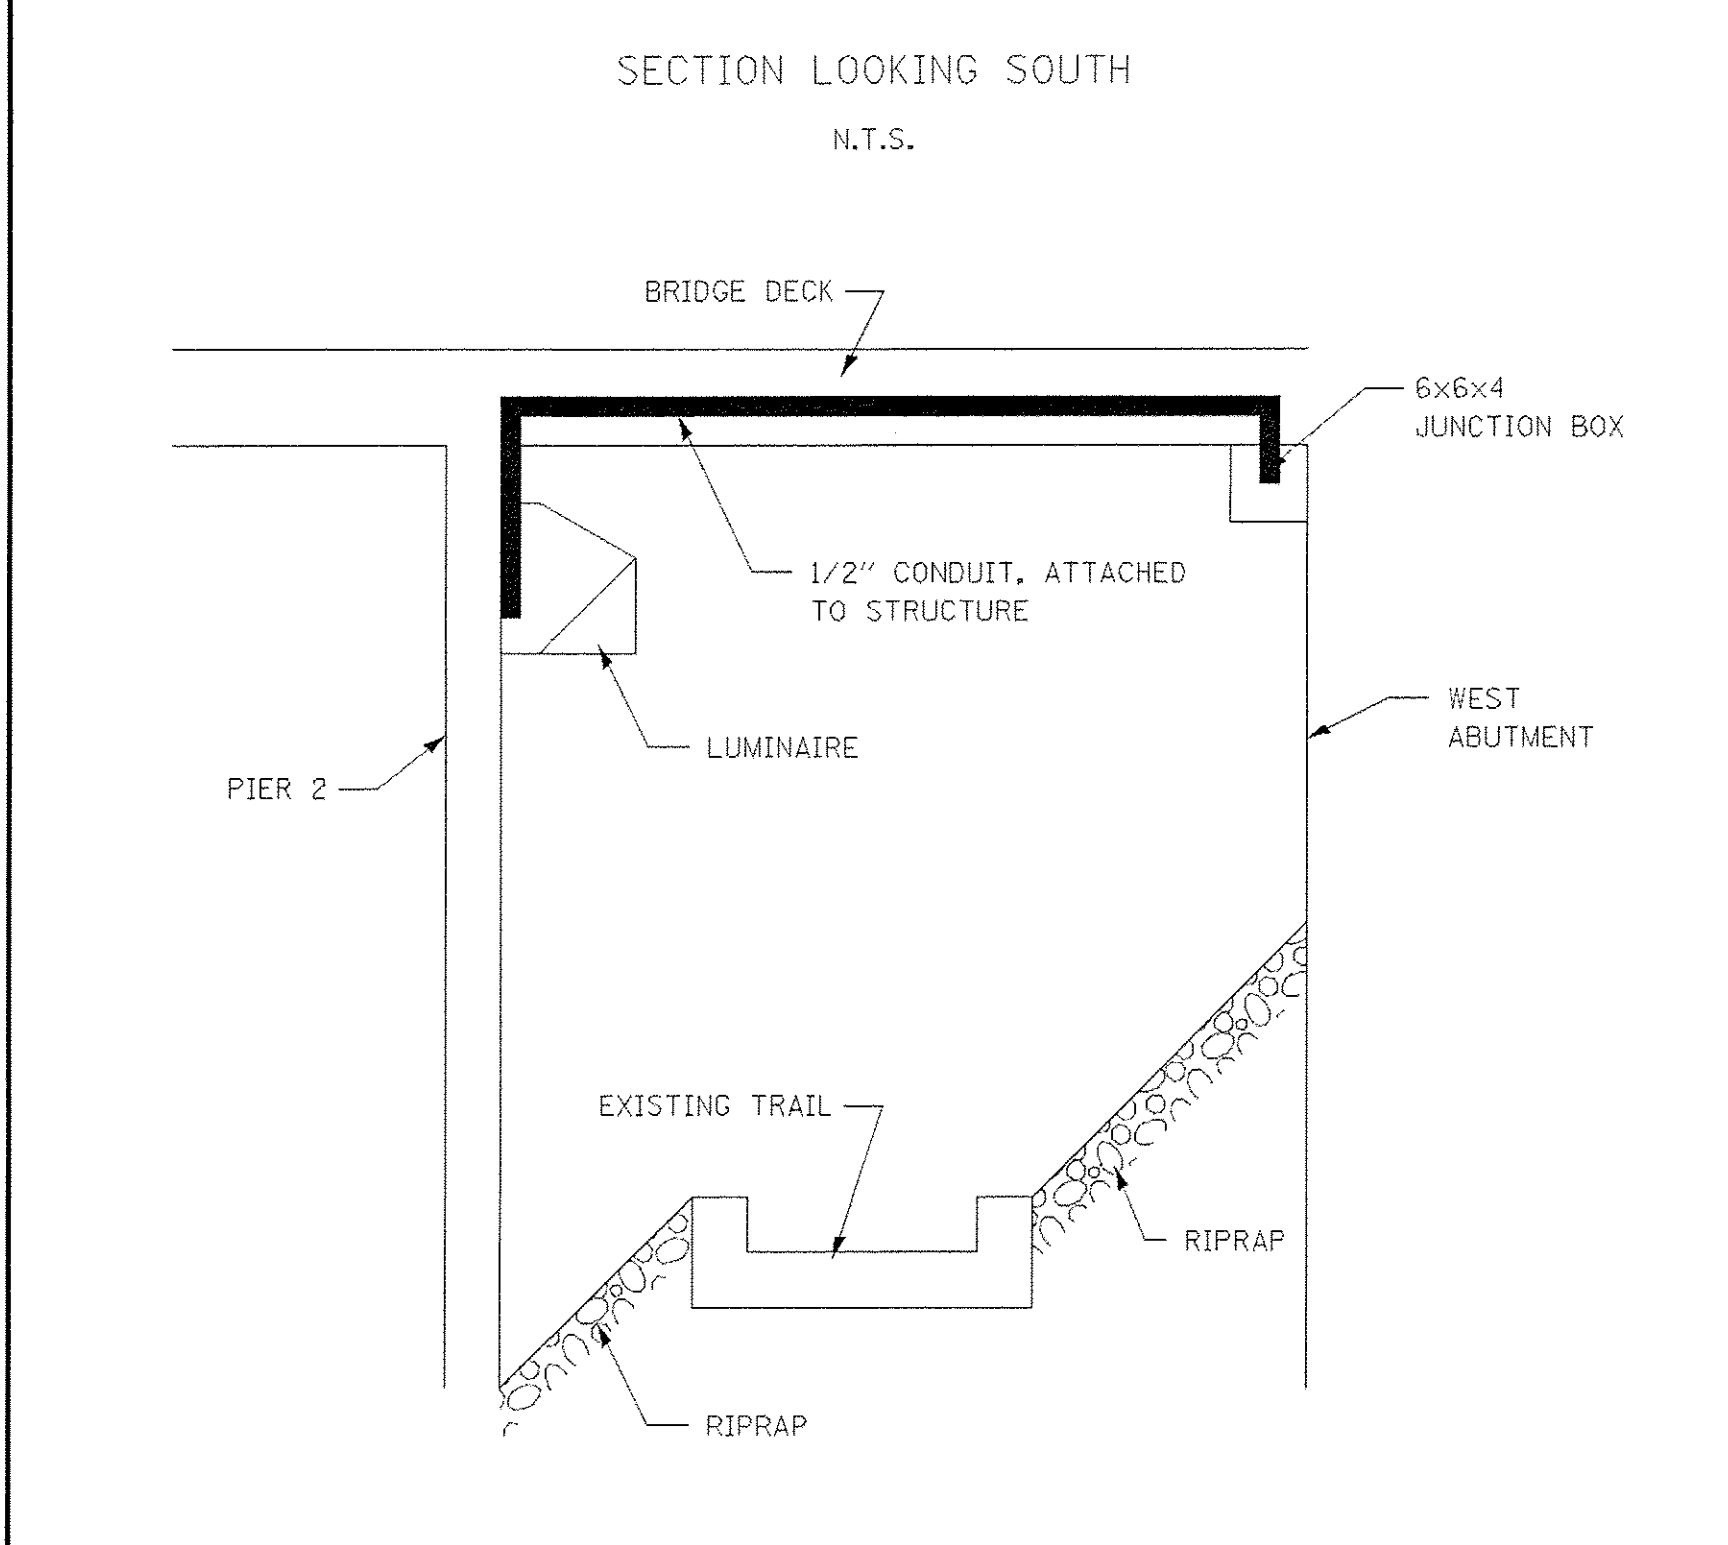 SECTION LOOKING SOUTH
N.T.S.
BRIDGE DECK
6x6x4
JUNCTION BOX
1/2" CONDUIT, ATTACHED
TO STRUCTURE
WEST
ABUTMENT
LUMINAIRE
PIER 2
EXISTING TRAIL
RIPRAP
RIPRAP